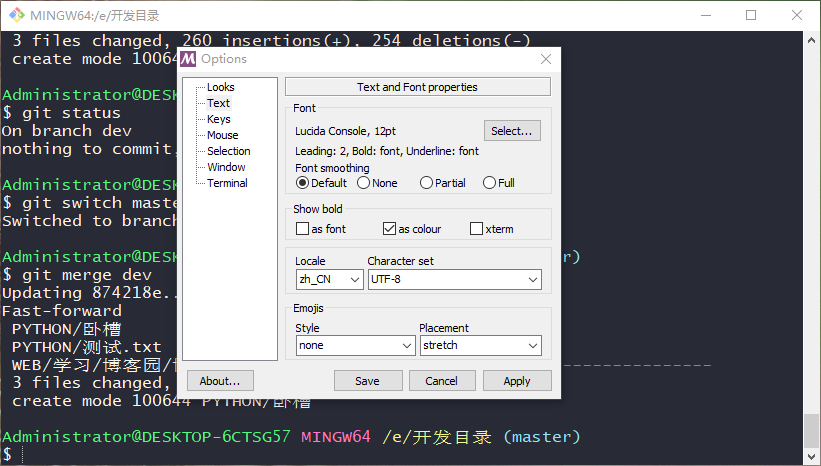 MINGW64:/e/开发目录
3 files changed, 260 insertions(+), 254 deletions(-)
create mode 10064
Administrator@DESK
$ git status
On branch dev
nothing to commit,
Administrator@DESK
$ git switch maste
Switched to branch
Administrator@DESK r)
$ git merge dev
Updating 874218e..
Fast-forward
PYTHON/卧槽
PYTHON/测试.txt
WEB/学习/博客园/ ---------------
3 files changed,
create mode 100644 PYTHON/卧槽
Administrator@DESKTOP-6CTSG57 MINGW64 /e/开发目录 (master)
$
Options
Looks
Text
Keys
Mouse
Selection
Window
Terminal
Text and Font properties
Font
Lucida Console, 12pt
Select...
Leading: 2, Bold: font, Underline: font
Font smoothing
Default None Partial Full
Show bold
as font as colour xterm
Locale Character set
zh_CN UTF-8
Emojis
Style Placement
none stretch
About... Save Cancel Apply